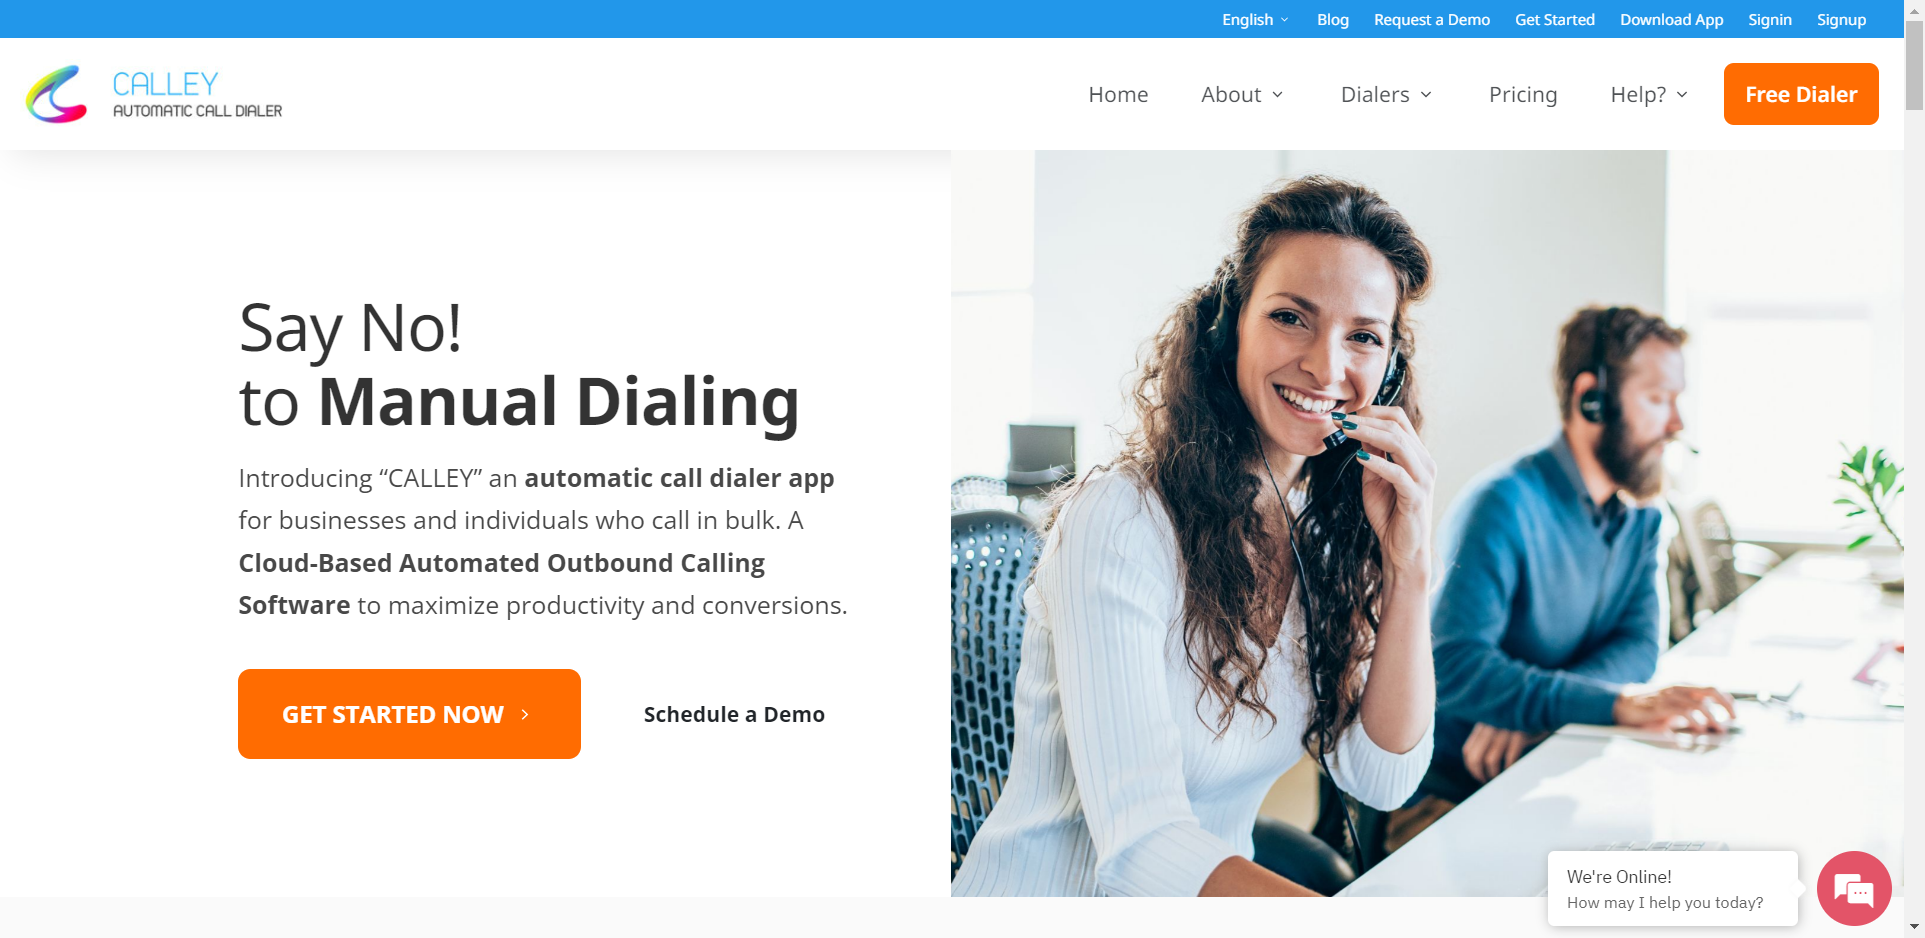 English Blog Request a Demo Get Started Download App Signin Signup
CALLEY
AUTOMATIC CALL DIALER
Home About Dialers Pricing Help? Free Dialer
Say No!
to Manual Dialing
Introducing “CALLEY” an automatic call dialer app
for businesses and individuals who call in bulk. A
Cloud-Based Automated Outbound Calling
Software to maximize productivity and conversions.
GET STARTED NOW
Schedule a Demo
We're Online!
How may I help you today?